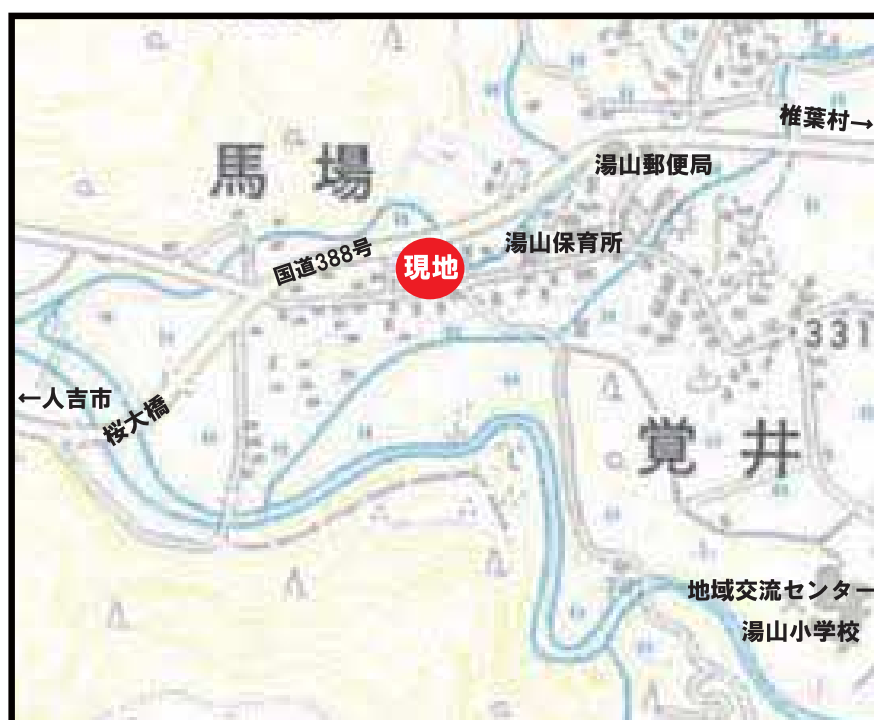 椎葉村→
湯山郵便局
馬場
湯山保育所
国道388号
現地
331
←人吉市
桜大橋
覚井
地域交流センター
湯山小学校